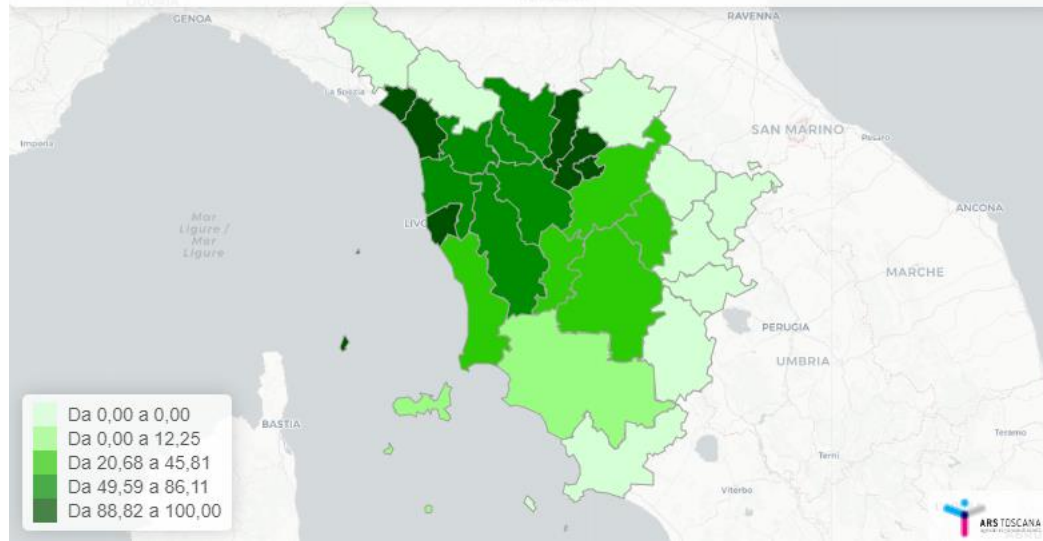 LIGURIA
GENOA
RAVENNA
La Spezia
Imperia
SAN MARINO
Pesaro
ANCONA
Mar
Ligure /
Mar
Ligure
LIVO
MARCHE
PERUGIA
UMBRIA
BASTIA
Teramo
Terni
Viterbo
Da 0,00 a 0,00
Da 0,00 a 12,25
Da 20,68 a 45,81
Da 49,59 a 86,11
Da 88,82 a 100,00
ARS TOSCANA